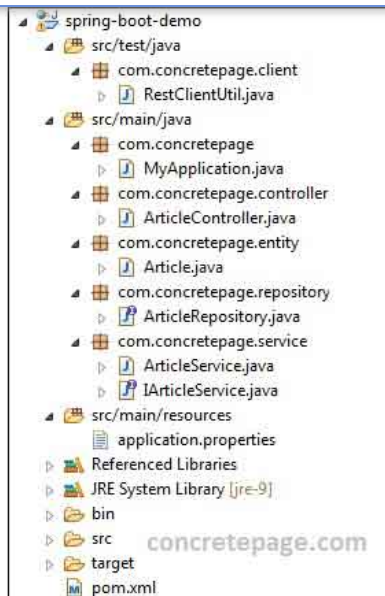 spring-boot-demo
src/test/java
com.concretepage.client
RestClientUtil.java
src/main/java
com.concretepage
MyApplication.java
com.concretepage.controller
ArticleController.java
com.concretepage.entity
Article.java
com.concretepage.repository
ArticleRepository.java
com.concretepage.service
ArticleService.java
IArticleService.java
src/main/resources
application.properties
Referenced Libraries
JRE System Library [jre-9]
bin
src
concretepage.com
target
pom.xml